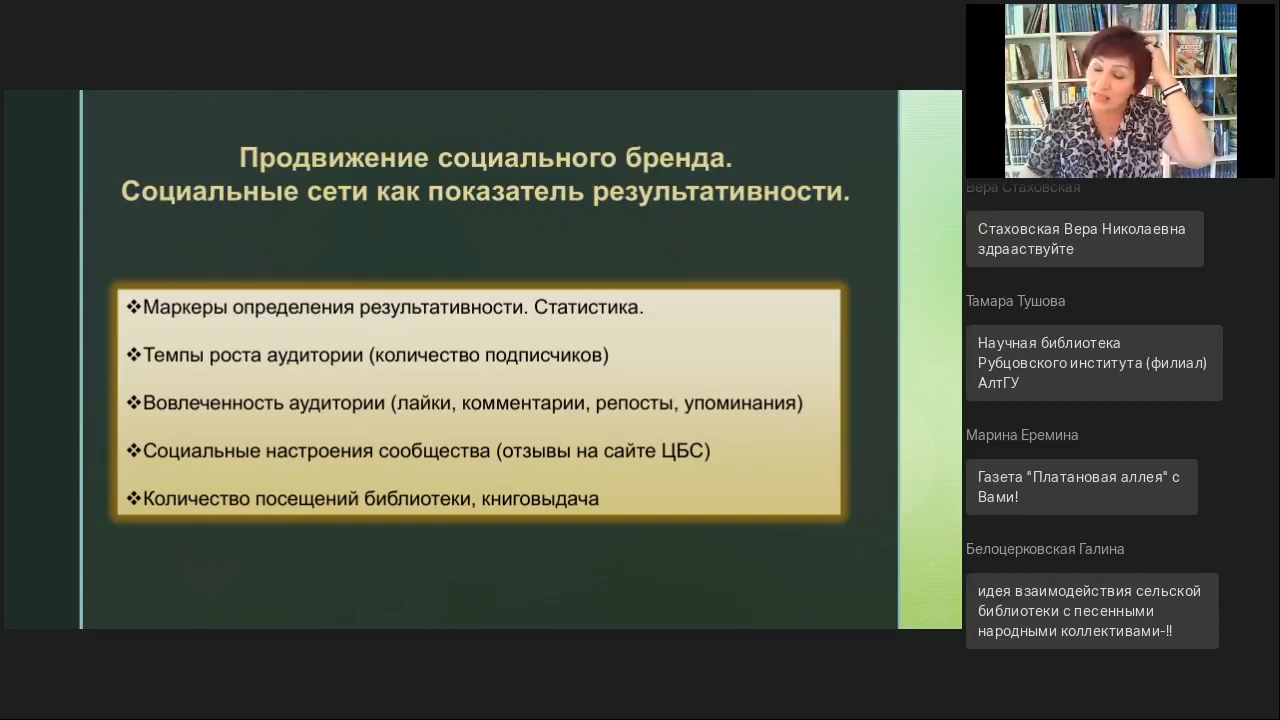 Продвижение социального бренда.
Социальные сети как показатель результативности.
❖Маркеры определения результативности. Статистика.
❖Темпы роста аудитории (количество подписчиков)
❖Вовлеченность аудитории (лайки, комментарии, репосты, упоминания)
❖Социальные настроения сообщества (отзывы на сайте ЦБС)
❖Количество посещений библиотеки, книговыдача
Вера Стаховская
Стаховская Вера Николаевна
здрааствуйте
Тамара Тушова
Научная библиотека
Рубцовского института (филиал)
АлтГУ
Марина Еремина
Газета "Платановая аллея" с
Вами!
Белоцерковская Галина
идея взаимодействия сельской
библиотеки с песенными
народными коллективами-!!